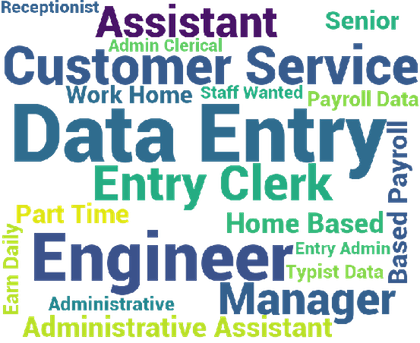 Receptionist
Assistant
Senior
Admin Clerical
Customer Service
Work Home
Staff Wanted
Payroll Data
Data Entry
Based Payroll
Entry Clerk
Part Time
Home Based
Earn Daily
Engineer
Entry Admin
Typist Data
Administrative
Manager
Administrative Assistant